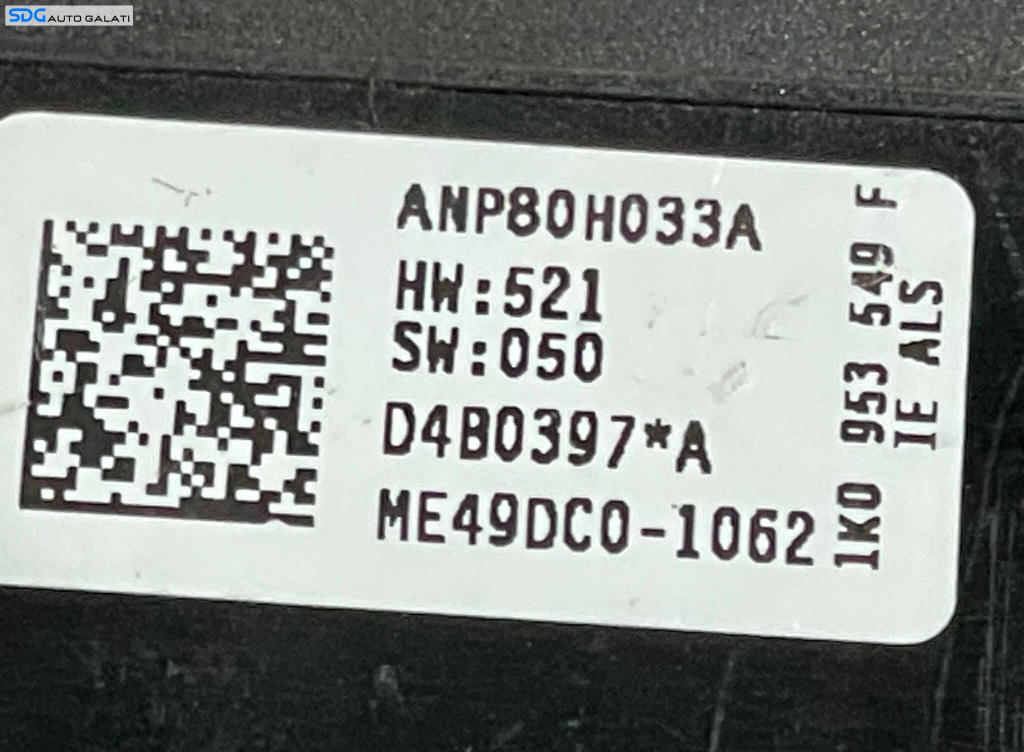 SDG AUTO GALATI
ANP80H033A
HW:521
SW:050
D4B0397*A
ME49DC0-1062
1K0 953 549 F
IE ALS